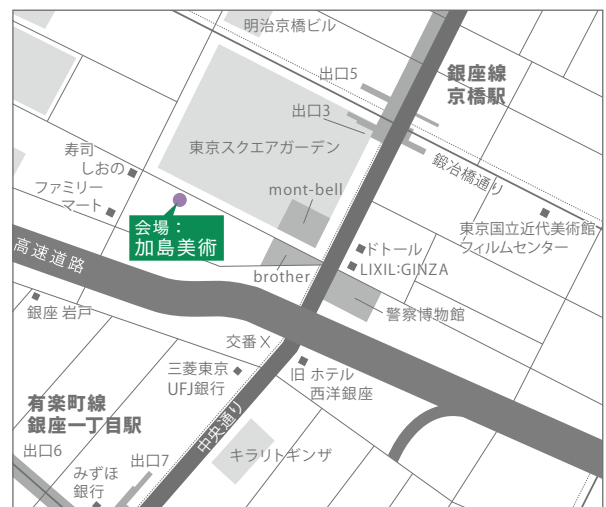 明治京橋ビル
出口5
銀座線
京橋駅
出口3
東京スクエアガーデン
鍛冶橋通り
寿司
しおの
ファミリー
マート
mont-bell
会場：
加島美術
東京国立近代美術館
フィルムセンター
高速道路
brother
ドトール
LIXIL:GINZA
警察博物館
銀座 岩戸
交番 X
三菱東京
UFJ銀行
旧 ホテル
西洋銀座
有楽町線
銀座一丁目駅
中央通り
出口6
出口7
キラリトギンザ
みずほ
銀行